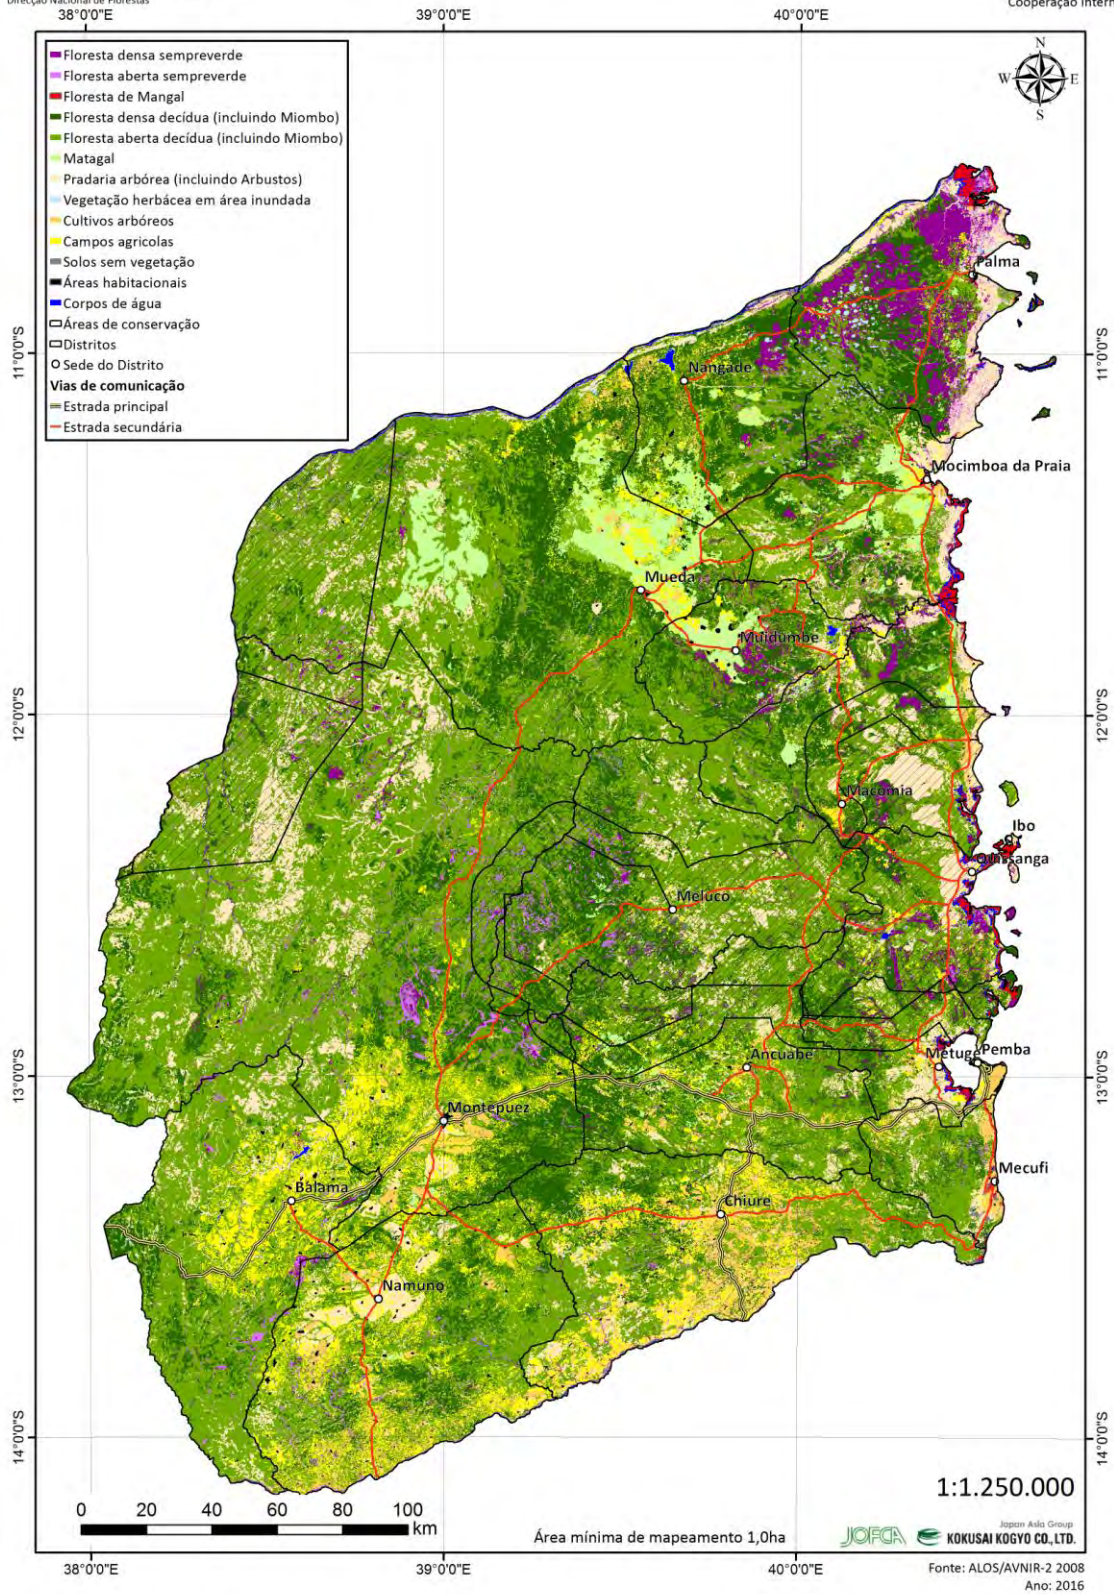 Direcção Nacional de Florestas
38°0'0"E
39°0'0"E
40°0'0"E
Floresta densa sempreverde
Floresta aberta sempreverde
Floresta de Mangal
Floresta densa decídua (incluindo Miombo)
Floresta aberta decídua (incluindo Miombo)
Matagal
Pradaria arbórea (incluindo Arbustos)
Vegetação herbácea em área inundada
Cultivos arbóreos
Campos agricolas
Solos sem vegetação
Áreas habitacionais
Corpos de água
Áreas de conservação
Distritos
Sede do Distrito
Vias de comunicação
Estrada principal
Estrada secundária
N
W E
S
Palma
11°0'0"S
11°0'0"S
Nangade
Mocimboa da Praia
Mueda
Muidumbe
12°0'0"S
12°0'0"S
Macomia
Ibo
Quissanga
Meluco
Ancuabe
Metuge
Pemba
13°0'0"S
13°0'0"S
Montepuez
Mecufi
Balama
Chiure
Namuno
14°0'0"S
14°0'0"S
1:1.250.000
0 20 40 60 80 100
km
Área mínima de mapeamento 1,0ha
JOFCA
Japan Asia Group
KOKUSAI KOGYO CO., LTD.
38°0'0"E
39°0'0"E
40°0'0"E
Fonte: ALOS/AVNIR-2 2008
Ano: 2016